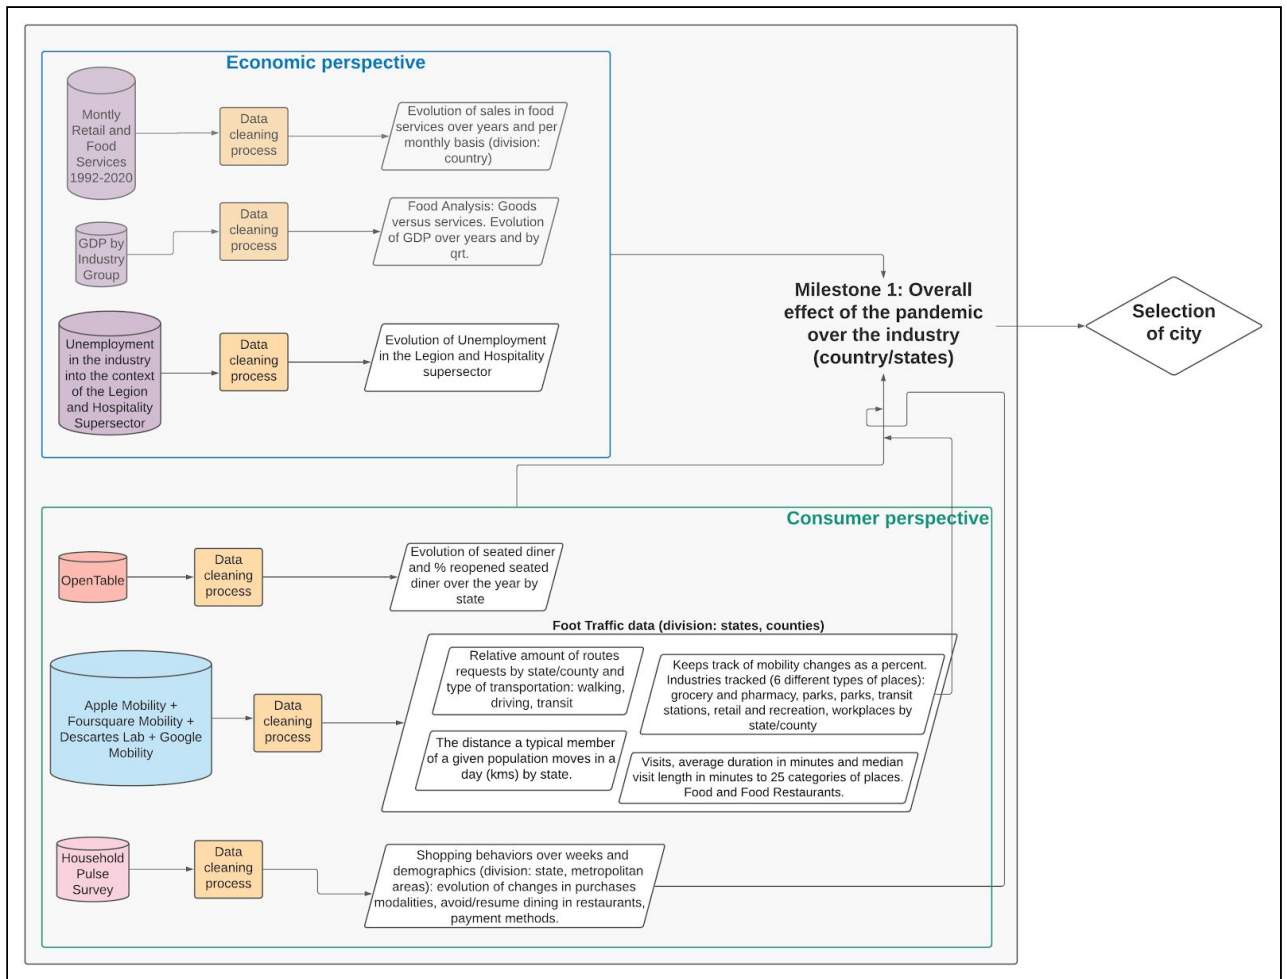 Economic perspective
Montly
Retail and
Food
Services
1992-2020
Data
cleaning
process
Evolution of sales in food
services over years and per
monthly basis (division:
country)
GDP by
Industry
Group
Data
cleaning
process
Food Analysis: Goods
versus services. Evolution
of GDP over years and by
qrt.
Unemployment
in the industry
into the context
of the Legion
and Hospitality
Supersector
Data
cleaning
process
Evolution of Unemployment
in the Legion and Hospitality
supersector
Milestone 1: Overall
effect of the pandemic
over the industry
(country/states)
Selection
of city
Consumer perspective
OpenTable
Data
cleaning
process
Evolution of seated diner
and % reopened seated
diner over the year by
state
Foot Traffic data (division: states, counties)
Apple Mobility +
Foursquare Mobility +
Descartes Lab + Google
Mobility
Data
cleaning
process
Relative amount of routes
requests by state/county and
type of transportation: walking,
driving, transit
Keeps track of mobility changes as a percent.
Industries tracked (6 different types of places):
grocery and pharmacy, parks, parks, transit
stations, retail and recreation, workplaces by
state/county
The distance a typical member
of a given population moves in a
day (kms) by state.
Visits, average duration in minutes and median
visit length in minutes to 25 categories of places.
Food and Food Restaurants.
Household
Pulse
Survey
Data
cleaning
process
Shopping behaviors over weeks and
demographics (division: state, metropolitan
areas): evolution of changes in purchases
modalities, avoid/resume dining in restaurants,
payment methods.